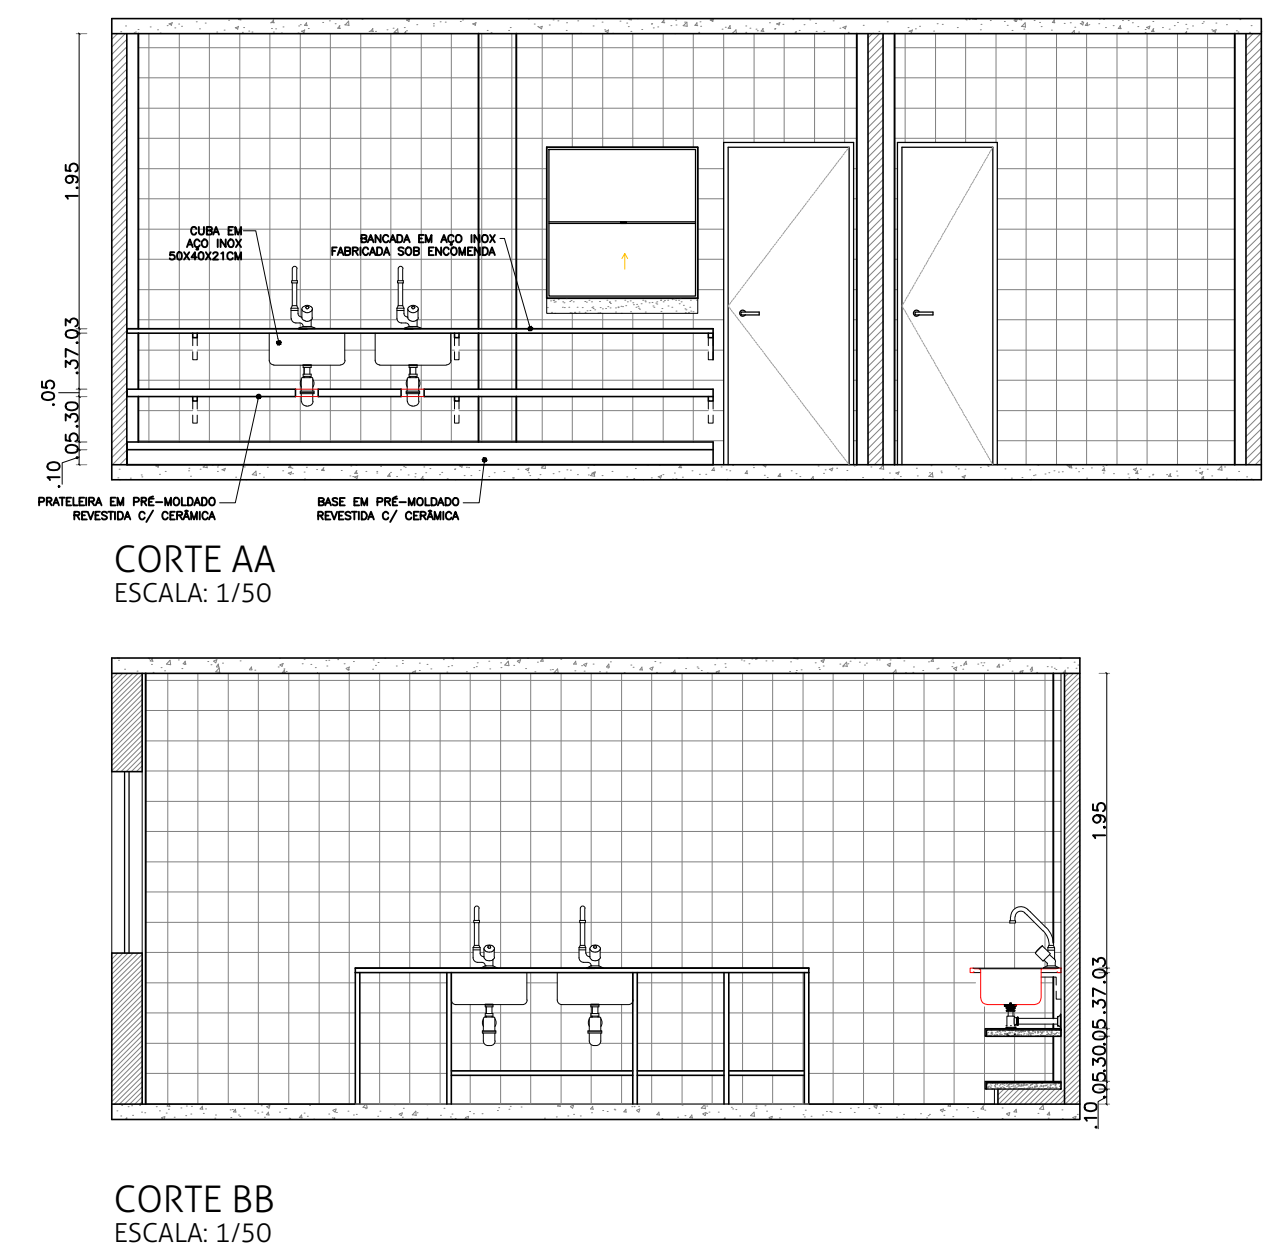 1.95
CUBA EM
AÇO INOX
50X40X21CM
BANCADA EM AÇO INOX
FABRICADA SOB ENCOMENDA
.03
.37
.05
.30
.05
.10
PRATELEIRA EM PRÉ-MOLDADO
REVESTIDA C/ CERÂMICA
BASE EM PRÉ-MOLDADO
REVESTIDA C/ CERÂMICA
CORTE AA
ESCALA: 1/50
1.95
.03
.37
.05
.30
.05
.10
CORTE BB
ESCALA: 1/50